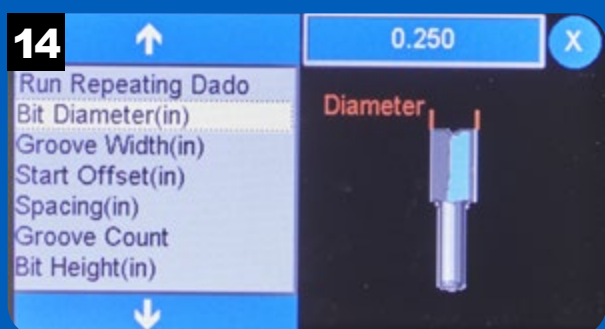 14
0.250
X
Run Repeating Dado
Bit Diameter(in)
Groove Width(in)
Start Offset(in)
Spacing(in)
Groove Count
Bit Height(in)
Diameter